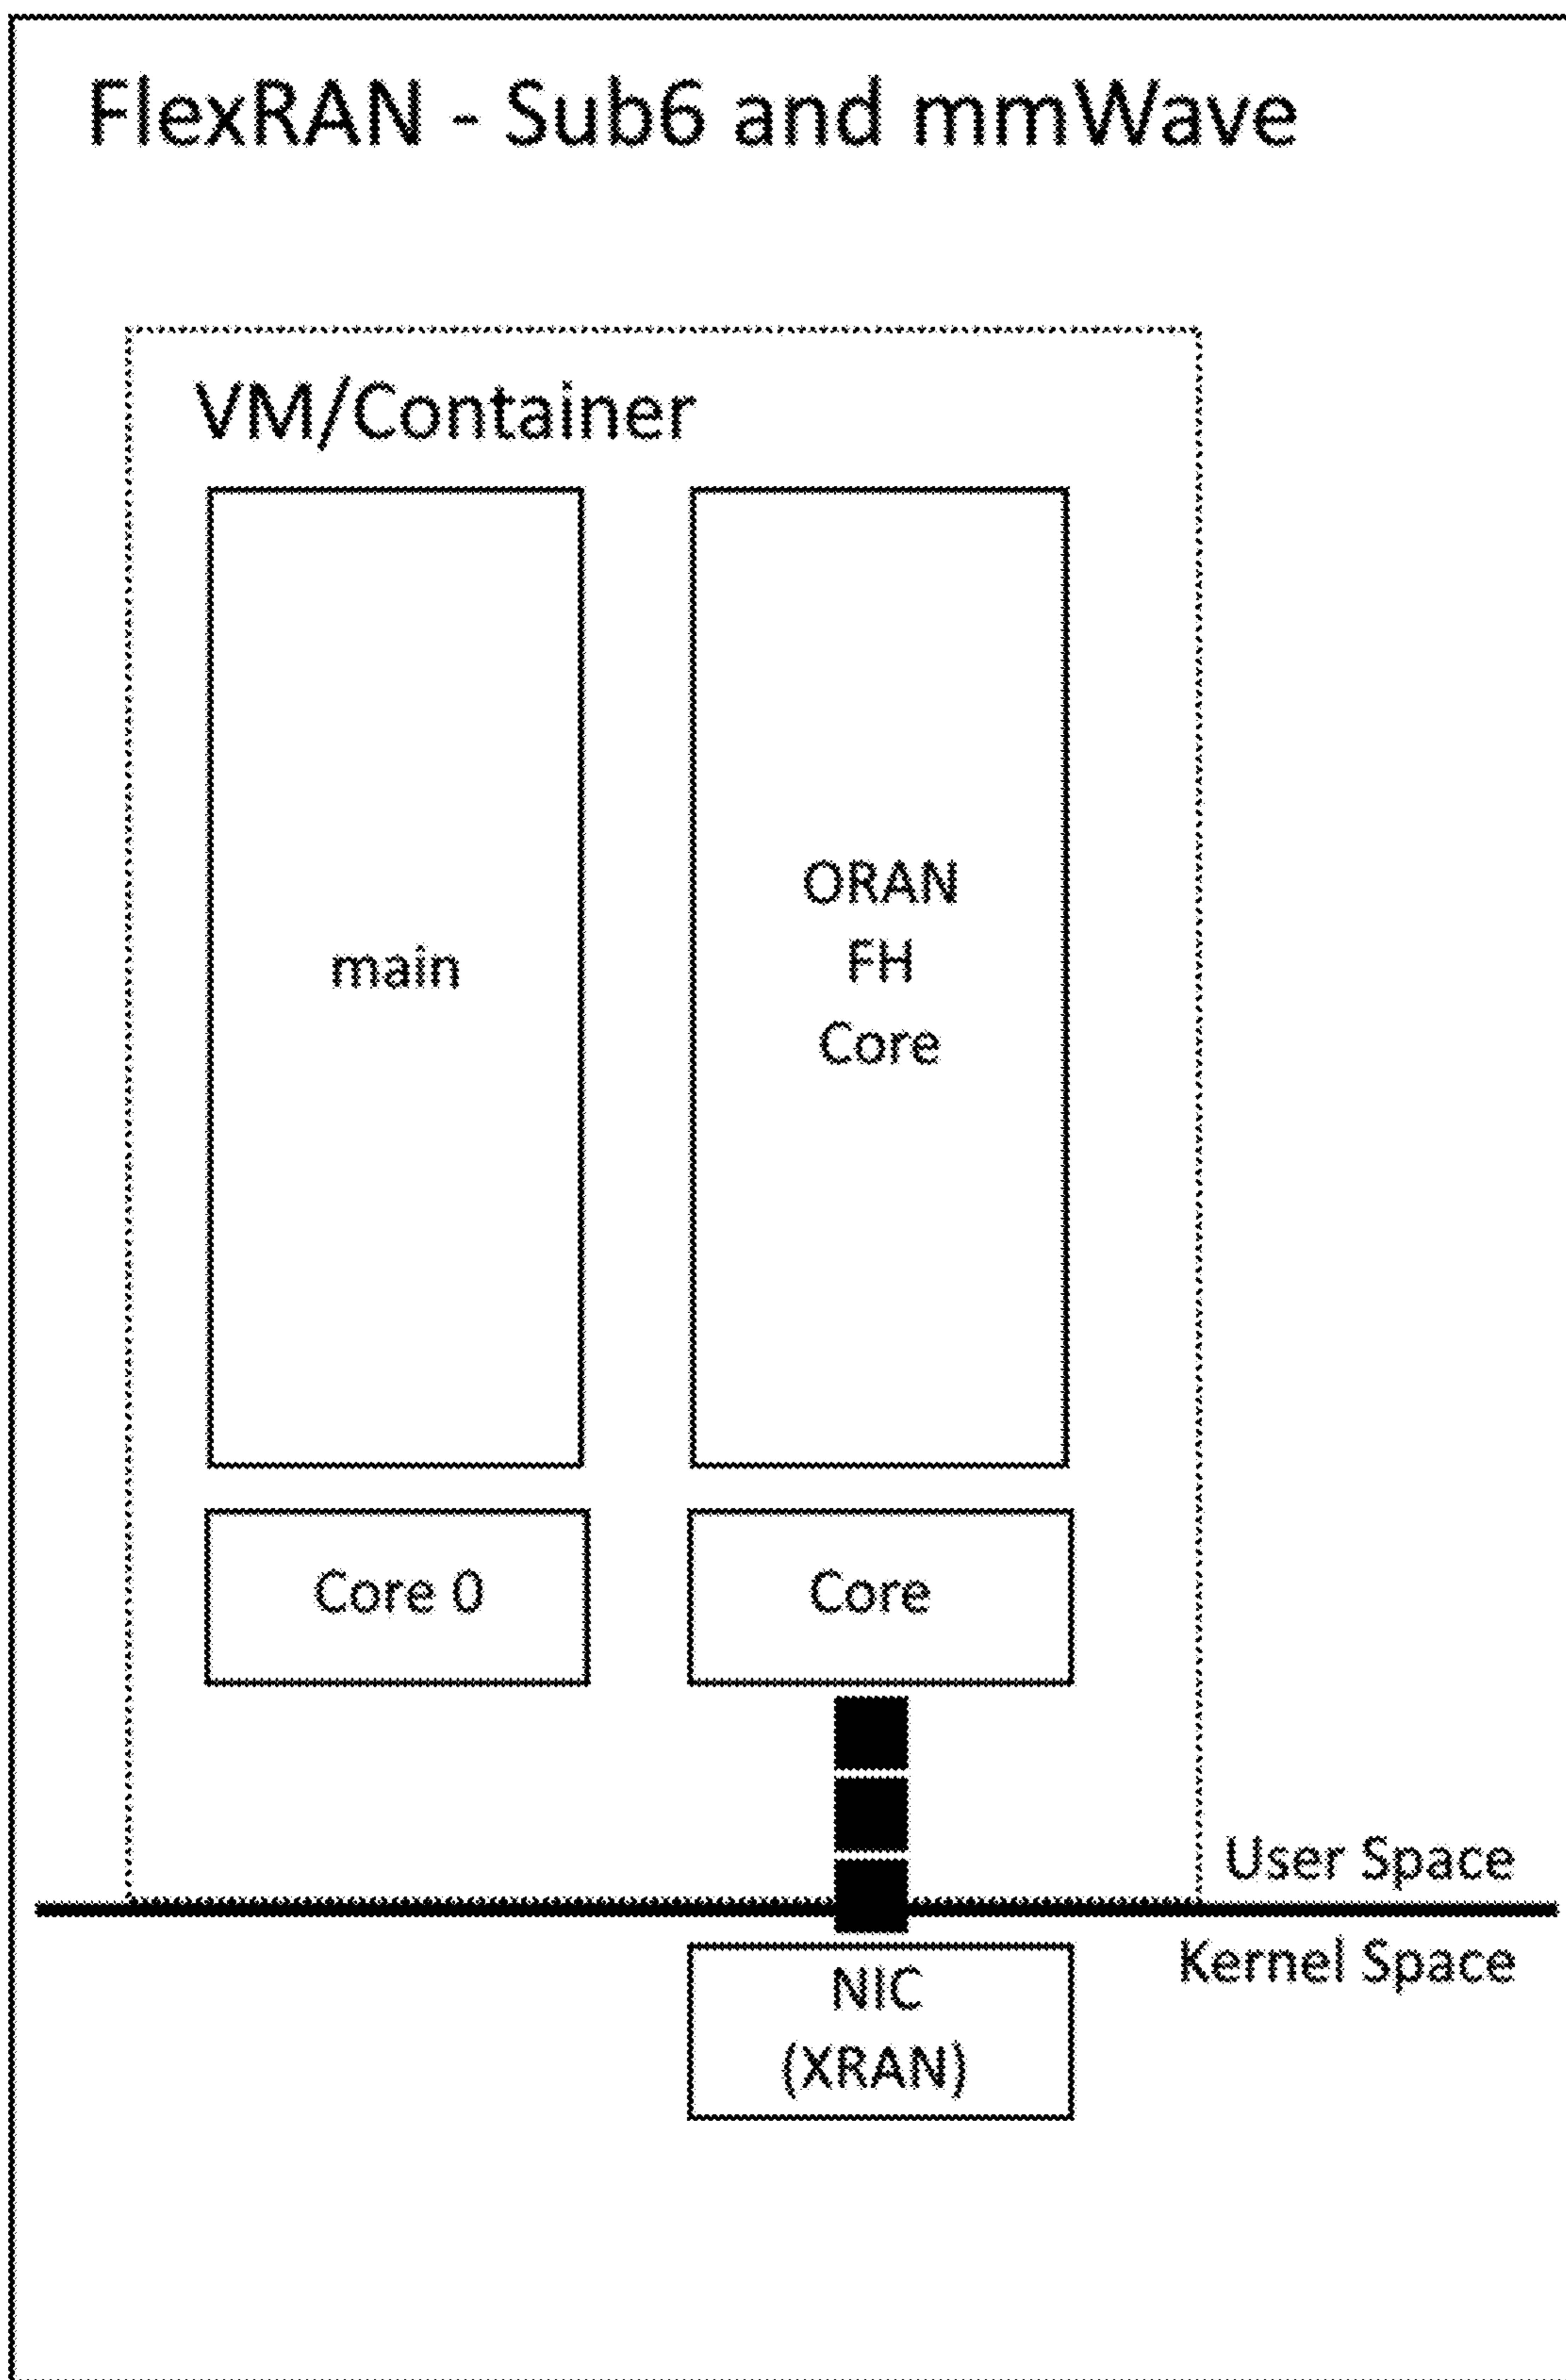 FlexRAN - Sub6 and mmWave
VM/Container
main
ORAN
FH
Core
Core 0
Core
User Space
Kernel Space
NIC
(XRAN)